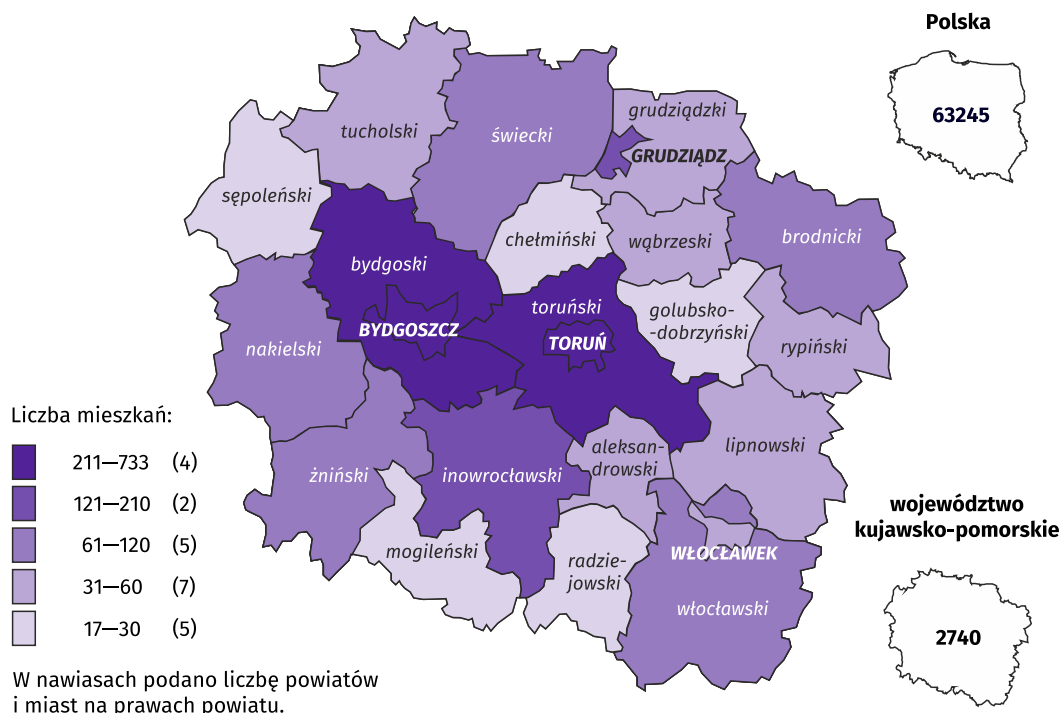 Polska
63245
tucholski
świecki
grudziądzki
GRUDZIĄDZ
sępoleński
chełmiński
wąbrzeski
brodnicki
bydgoski
toruński
golubsko-
-dobrzyński
BYDGOSZCZ
TORUŃ
nakielski
rypiński
Liczba mieszkań:
211—733 (4)
121—210 (2)
61—120 (5)
31—60 (7)
17—30 (5)
aleksan-
drowski
lipnowski
żniński
inowrocławski
mogileński
radzie-
jowski
WŁOCŁAWEK
włocławski
województwo
kujawsko-pomorskie
2740
W nawiasach podano liczbę powiatów
i miast na prawach powiatu.